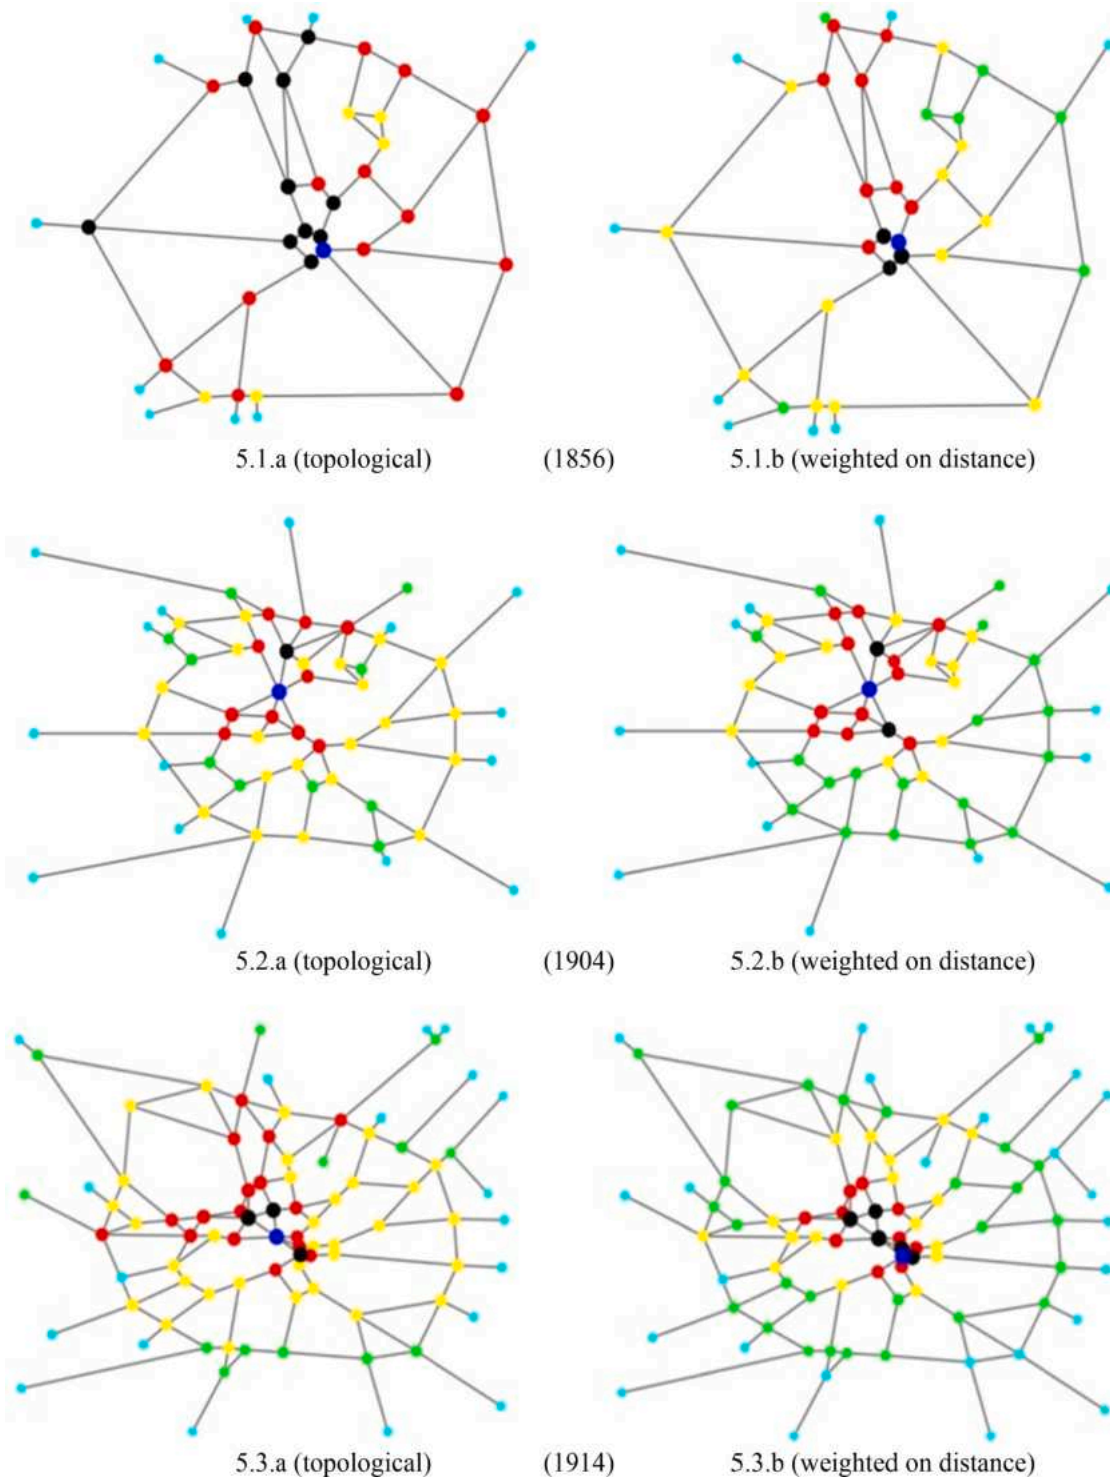 5.1.a (topological) (1856) 5.1.b (weighted on distance)
5.2.a (topological) (1904) 5.2.b (weighted on distance)
5.3.a (topological) (1914) 5.3.b (weighted on distance)